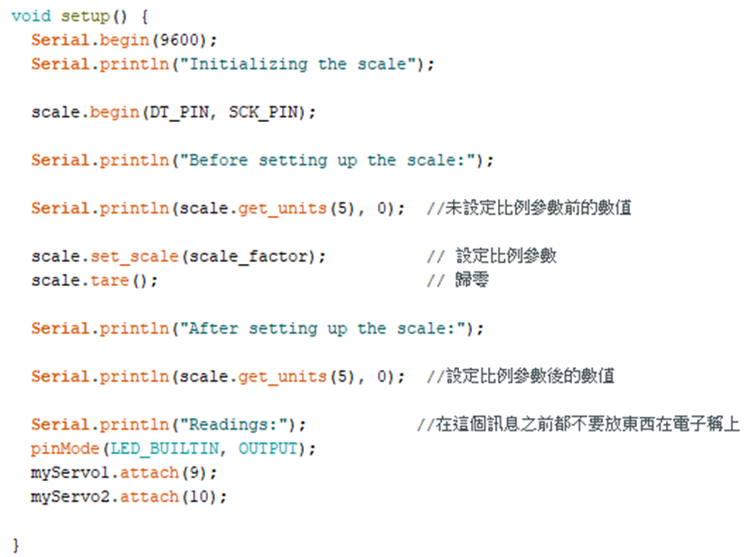 void setup() {
  Serial.begin(9600);
  Serial.println("Initializing the scale");
  scale.begin(DT_PIN, SCK_PIN);
  Serial.println("Before setting up the scale:");
  Serial.println(scale.get_units(5), 0);  //未設定比例參數前的數值
  scale.set_scale(scale_factor);          // 設定比例參數
  scale.tare();                           // 歸零
  Serial.println("After setting up the scale:");
  Serial.println(scale.get_units(5), 0);  //設定比例參數後的數值
  Serial.println("Readings:");           //在這個訊息之前都不要放東西在電子稱上
  pinMode(LED_BUILTIN, OUTPUT);
  myServo1.attach(9);
  myServo2.attach(10);
}